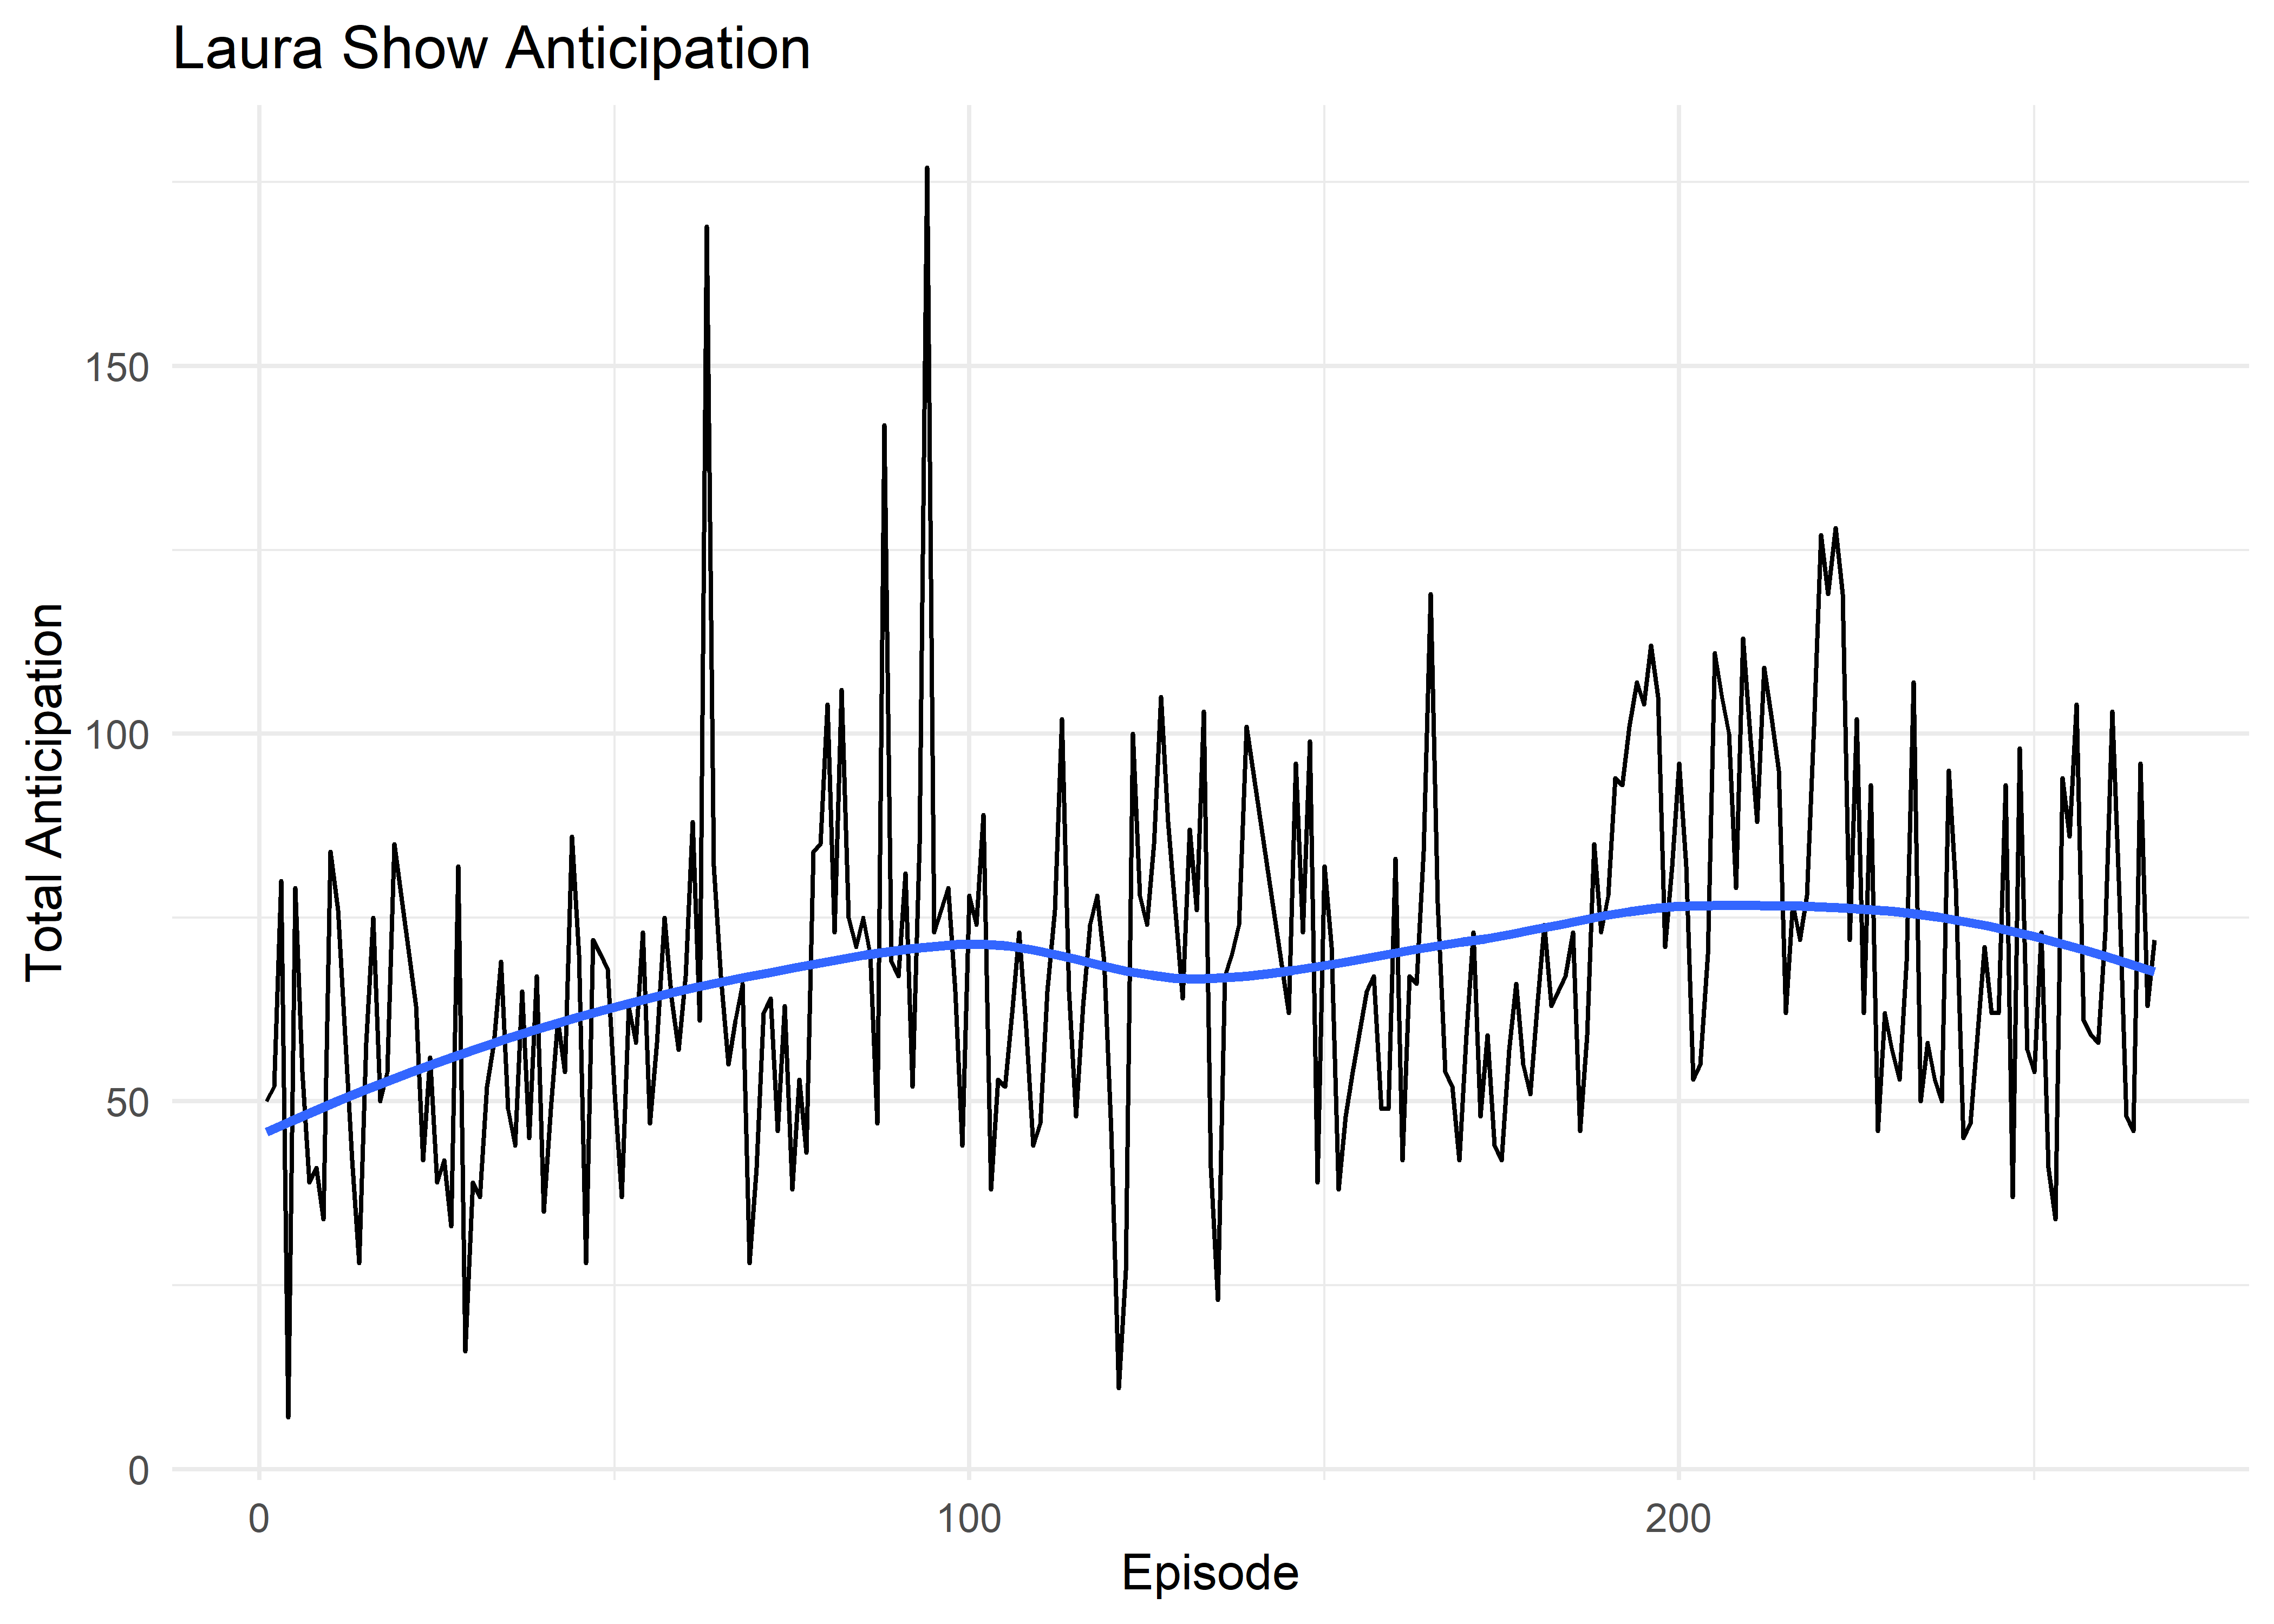 Laura Show Anticipation
Total Anticipation
150
100
50
0
0 100 200
Episode